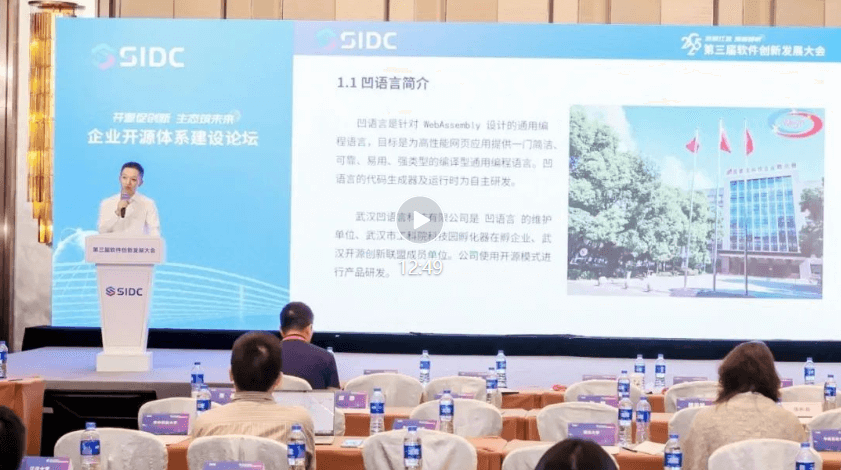 SIDC
开源促创新 生态筑未来
企业开源体系建设论坛
第三届软件创新发展大会
SIDC
SIDC
2025
第三届软件创新发展大会
1.1 凹语言简介
凹语言是针对 WebAssembly 设计的通用编
程语言，目标是为高性能网页应用提供一门简洁、
可靠、易用、强类型的编译型通用编程语言。凹
语言的代码生成器及运行时为自主研发。
武汉凹语言科技有限公司是 凹语言 的维护
单位、武汉市工科院科技园孵化器在孵企业、武
汉开源创新联盟成员单位。公司使用开源模式进
行产品研发。
12:49